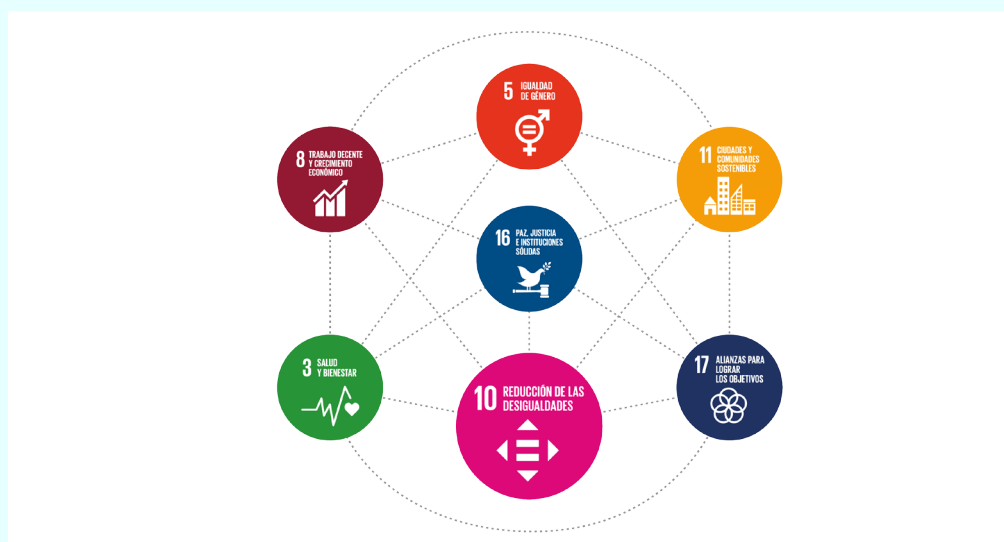 5 IGUALDAD
DE GÉNERO
8 TRABAJO DECENTE
Y CRECIMIENTO
ECONÓMICO
11 CIUDADES Y
COMUNIDADES
SOSTENIBLES
16 PAZ, JUSTICIA
E INSTITUCIONES
SÓLIDAS
3 SALUD
Y BIENESTAR
10 REDUCCIÓN DE LAS
DESIGUALDADES
17 ALIANZAS PARA
LOGRAR
LOS OBJETIVOS